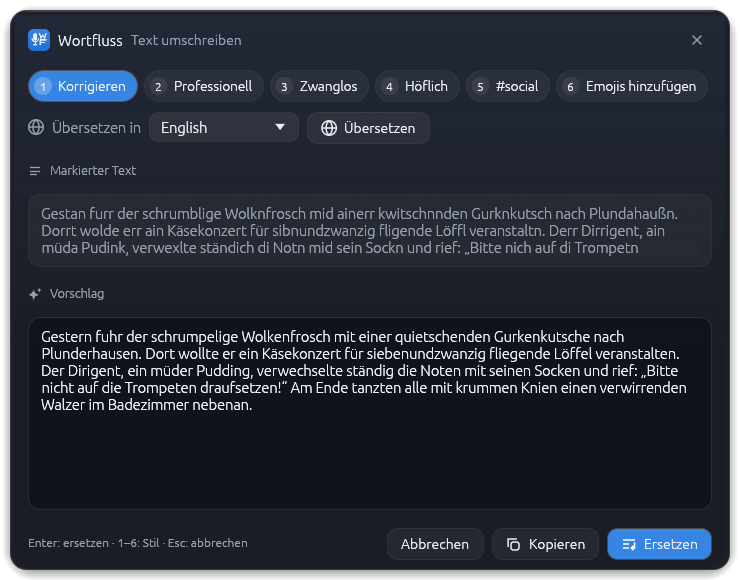 Wortfluss Text umschreiben
1 Korrigieren 2 Professionell 3 Zwanglos 4 Höflich 5 #social 6 Emojis hinzufügen
Übersetzen in English Übersetzen
Markierter Text
Gestan furr der schrumblige Wolknfrosch mid ainerr kwitschnnden Gurknkutsch nach Plundahaußn.
Dorrt wolde err ain Käsekonzert für sibnundzwanzig fligende Löffl veranstaltn. Derr Dirrigent, ain
müda Pudink, verwexlte ständich di Notn mid sein Sockn und rief: „Bitte nich auf di Trompetn
Vorschlag
Gestern fuhr der schrumpelige Wolkenfrosch mit einer quietschenden Gurkenkutsche nach
Plunderhausen. Dort wollte er ein Käsekonzert für siebenundzwanzig fliegende Löffel veranstalten.
Der Dirigent, ein müder Pudding, verwechselte ständig die Noten mit seinen Socken und rief: „Bitte
nicht auf die Trompeten draufsetzen!“ Am Ende tanzten alle mit krummen Knien einen verwirrenden
Walzer im Badezimmer nebenan.
Enter: ersetzen · 1–6: Stil · Esc: abbrechen
Abbrechen Kopieren Ersetzen